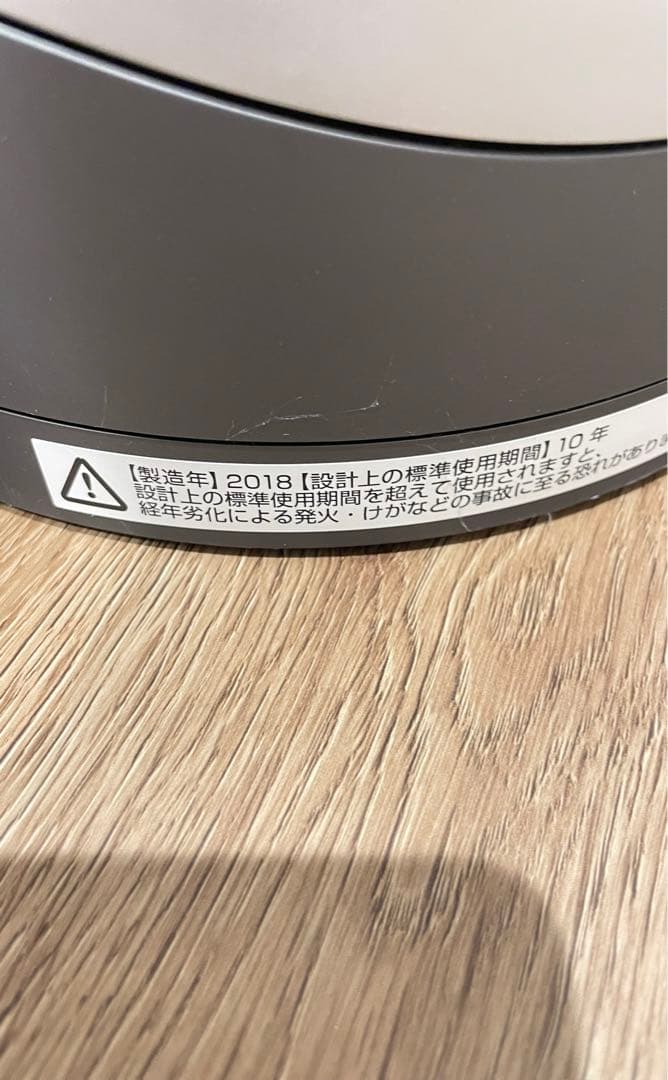 【製造年】2018【設計上の標準使用期間】10年
設計上の標準使用期間を超えて使用されますと、
経年劣化による発火・けがなどの事故に至る恐れがあり